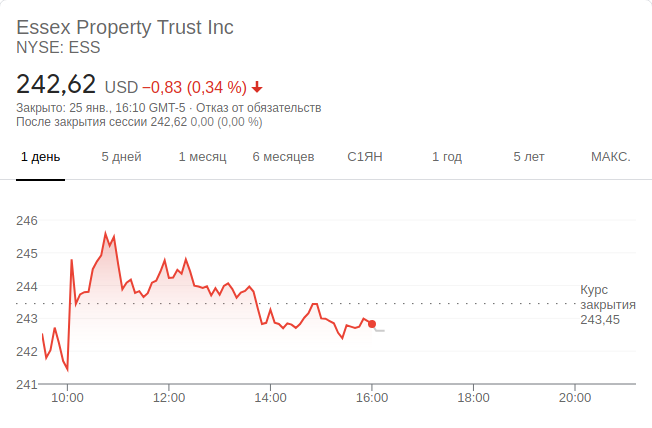 Essex Property Trust Inc
NYSE: ESS
242,62 USD −0,83 (0,34 %)
Закрыто: 25 янв., 16:10 GMT-5 · Отказ от обязательств
После закрытия сессии 242,62 0,00 (0,00 %)
1 день 5 дней 1 месяц 6 месяцев С1ЯН 1 год 5 лет МАКС.
246
245
244
243
242
241
Курс
закрытия
243,45
10:00 12:00 14:00 16:00 18:00 20:00